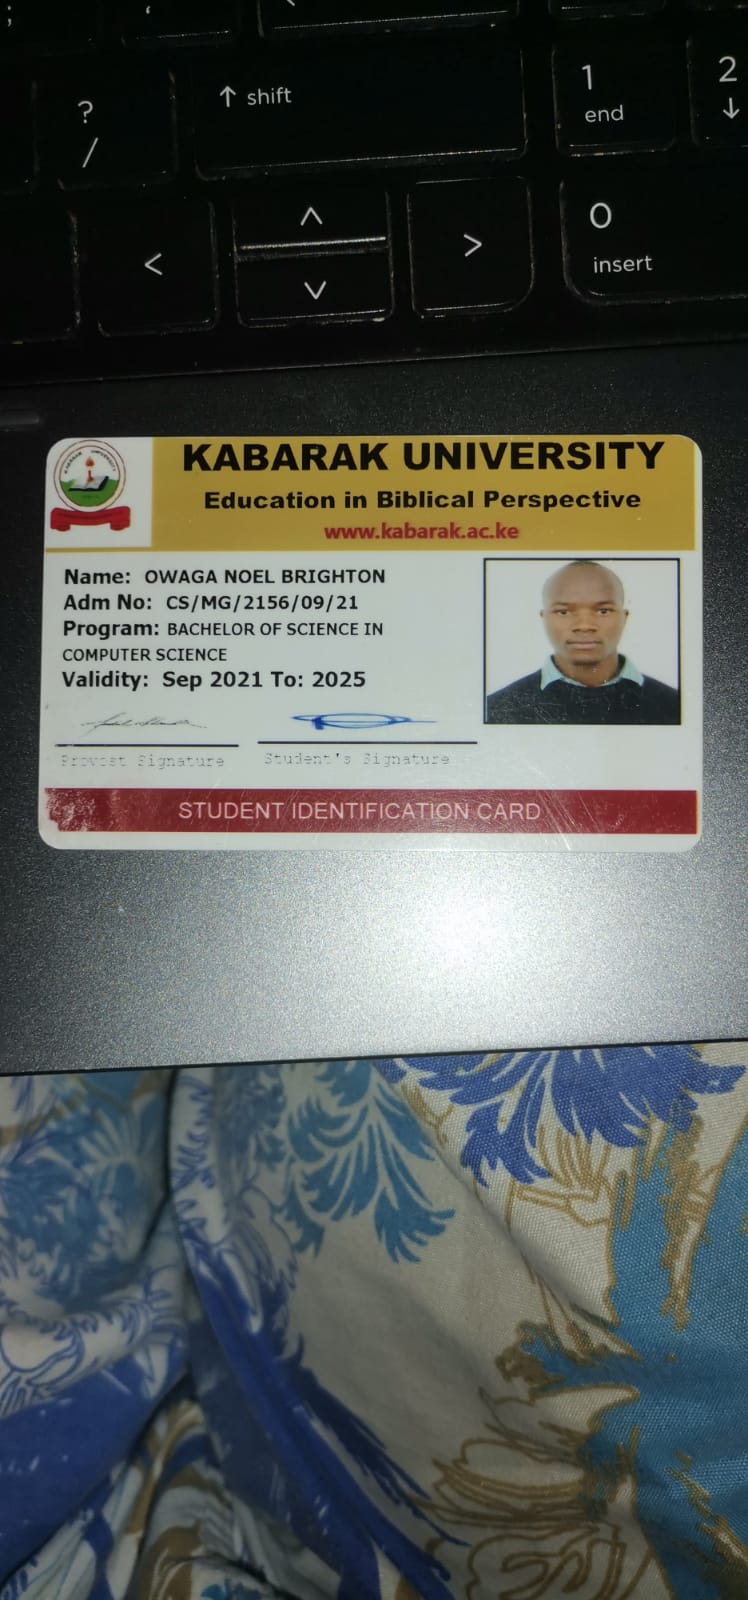 ?
/
↑ shift
1
end
2
↓
<
^
v
>
0
insert
KABARAK UNIVERSITY
KABARAK UNIVERSITY
Education in Biblical Perspective
www.kabarak.ac.ke
Name: OWAGA NOEL BRIGHTON
Adm No: CS/MG/2156/09/21
Program: BACHELOR OF SCIENCE IN
COMPUTER SCIENCE
Validity: Sep 2021 To: 2025
Provost Signature
Student's Signature
STUDENT IDENTIFICATION CARD